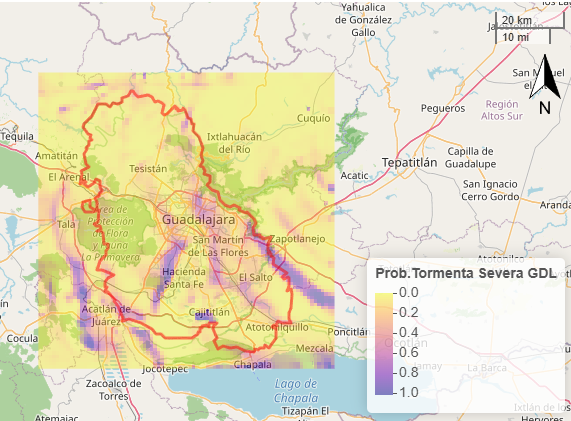 Yahualica
de González
Gallo
20 km
10 mi
San Miguel
el
N
Cuquío
Pegueros
Región
Altos Sur
Tequila
Ixtlahuacán
del Río
Amatitán
Tesistán
El Arenal
Tepatitlán
Capilla de
Guadalupe
Acatic
San Ignacio
Cerro Gordo
Aranda
Área de
Protección
de Flora
y Fauna
La Primavera
Tala
Guadalajara
San Martín
de Las Flores
Zapotlanejo
Atotonilco
Hacienda
Santa Fe
El Salto
Prob.Tormenta Severa GDL
0.0
0.2
0.4
0.6
0.8
1.0
Acatlán de
Juárez
Cajititlán
Atotonilquillo
Poncitlán
Ocotlán
Cocula
Mezcala
La Barca
Jocotepec
Chapala
Zacoalco de
Torres
Lago de
Chapala
Tizapán El
Al
Atemajac
Ixtlán de los